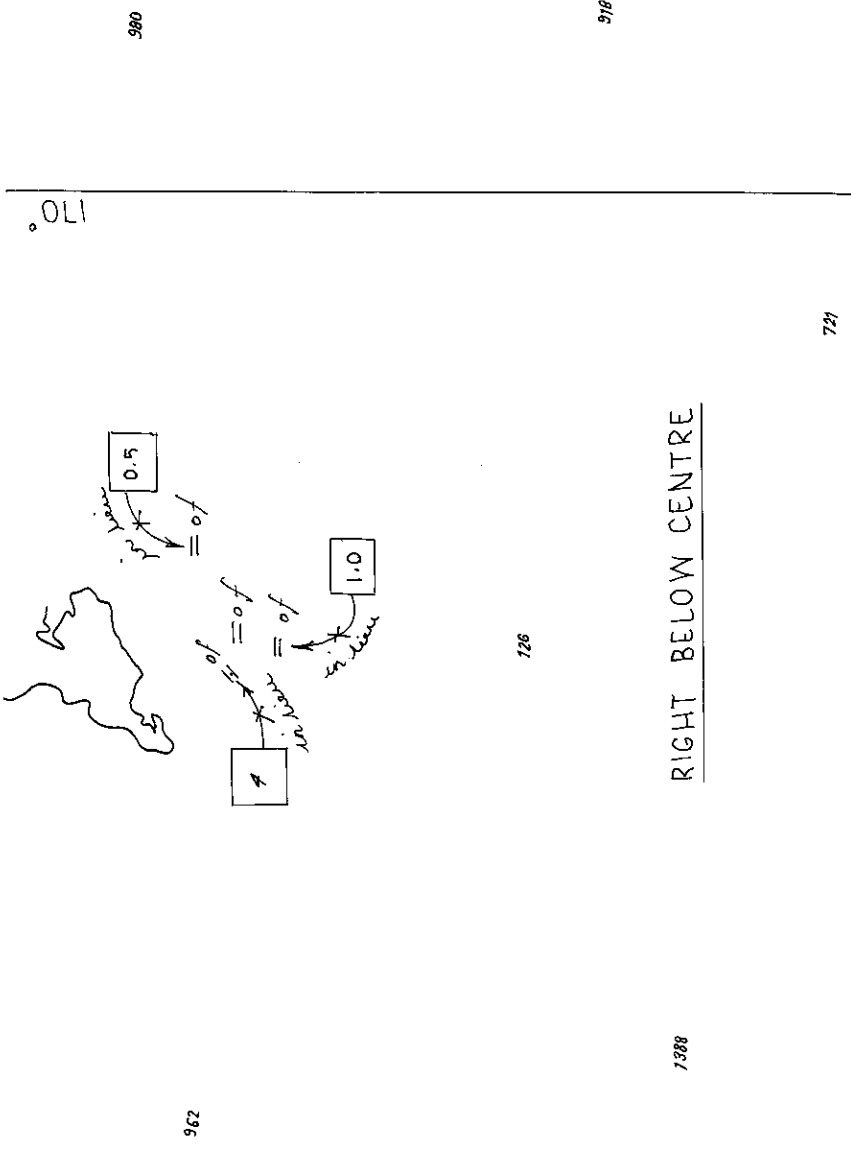 170°
980
in lieu
0.5
962
= of
= of
= of
4
in lieu
= of
in lieu
1.0
126
918
1388
RIGHT BELOW CENTRE
721